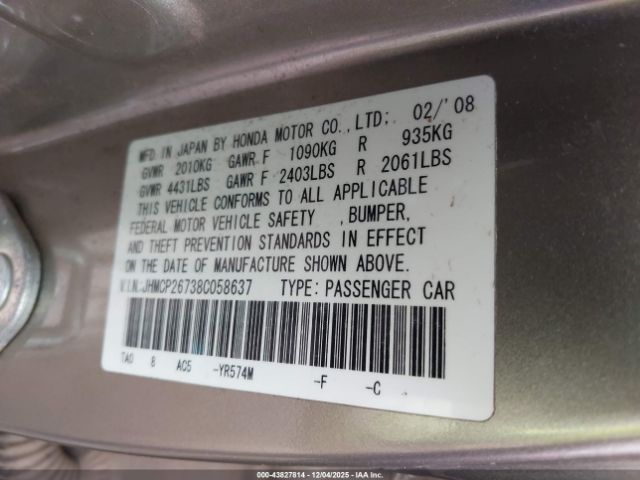 MFD. IN JAPAN BY HONDA MOTOR CO.,LTD. 02/'08
GVWR 2010KG GAWR F 1090KG R 935KG
GVWR 4431LBS GAWR F 2403LBS R 2061LBS
THIS VEHICLE CONFORMS TO ALL APPLICABLE
FEDERAL MOTOR VEHICLE SAFETY ,BUMPER,
AND THEFT PREVENTION STANDARDS IN EFFECT
ON THE DATE OF MANUFACTURE SHOWN ABOVE.
V.I.N.:JHMCP26738C058637 TYPE: PASSENGER CAR
TA0 8 AC5 -YR574M -F -C
000-43827814 - 12/04/2025 - IAAI.COM